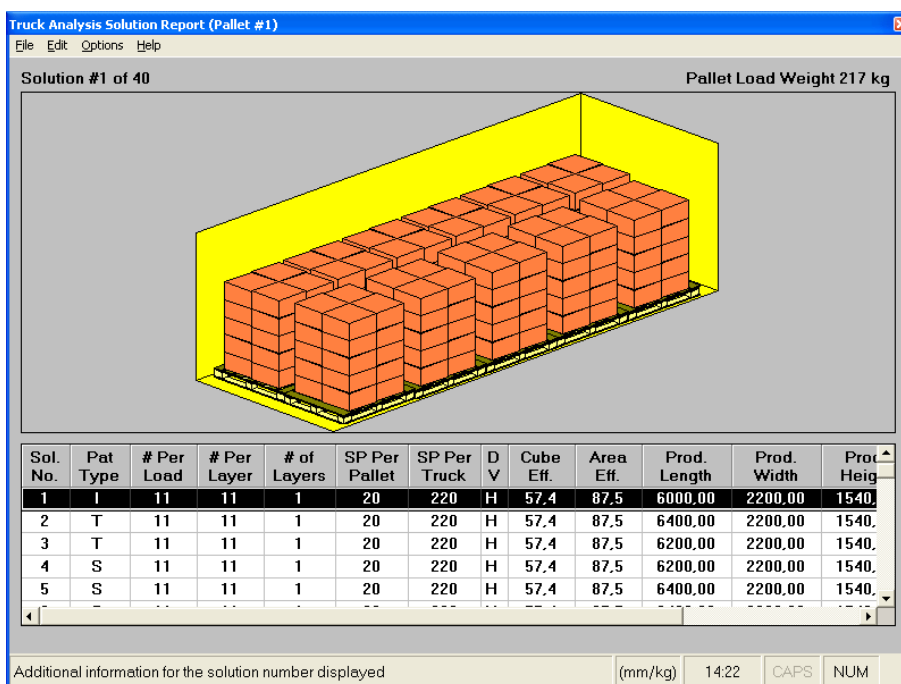 Truck Analysis Solution Report (Pallet #1)
File Edit Options Help
Solution #1 of 40 Pallet Load Weight 217 kg
Sol. No. Pat Type # Per Load # Per Layer # of Layers SP Per Pallet SP Per Truck D V Cube Eff. Area Eff. Prod. Length Prod. Width Prod Heig
1 I 11 11 1 20 220 H 57,4 87,5 6000,00 2200,00 1540,
2 T 11 11 1 20 220 H 57,4 87,5 6400,00 2200,00 1540,
3 T 11 11 1 20 220 H 57,4 87,5 6200,00 2200,00 1540,
4 S 11 11 1 20 220 H 57,4 87,5 6200,00 2200,00 1540,
5 S 11 11 1 20 220 H 57,4 87,5 6400,00 2200,00 1540,
Additional information for the solution number displayed (mm/kg) 14:22 CAPS NUM